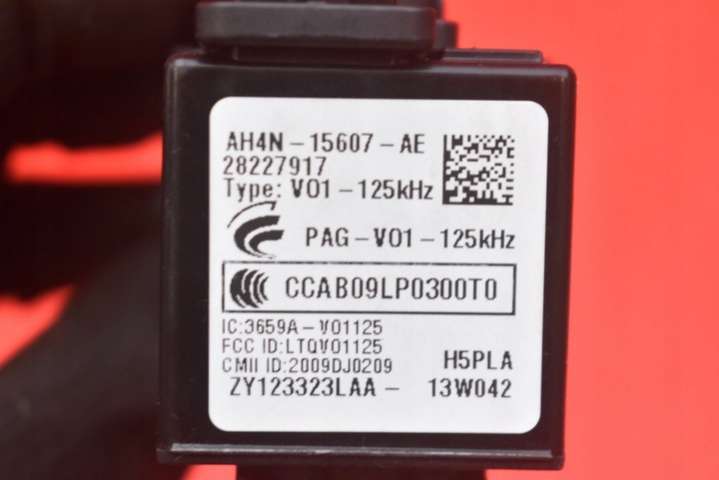 AH4N-15607-AE
28227917
Type: V01-125kHz
PAG-V01-125kHz
CCAB09LP0300T0
IC:3659A-V01125
FCC ID:LTQV01125
CMII ID:2009DJ0209
H5PLA
ZY123323LAA- 13W042